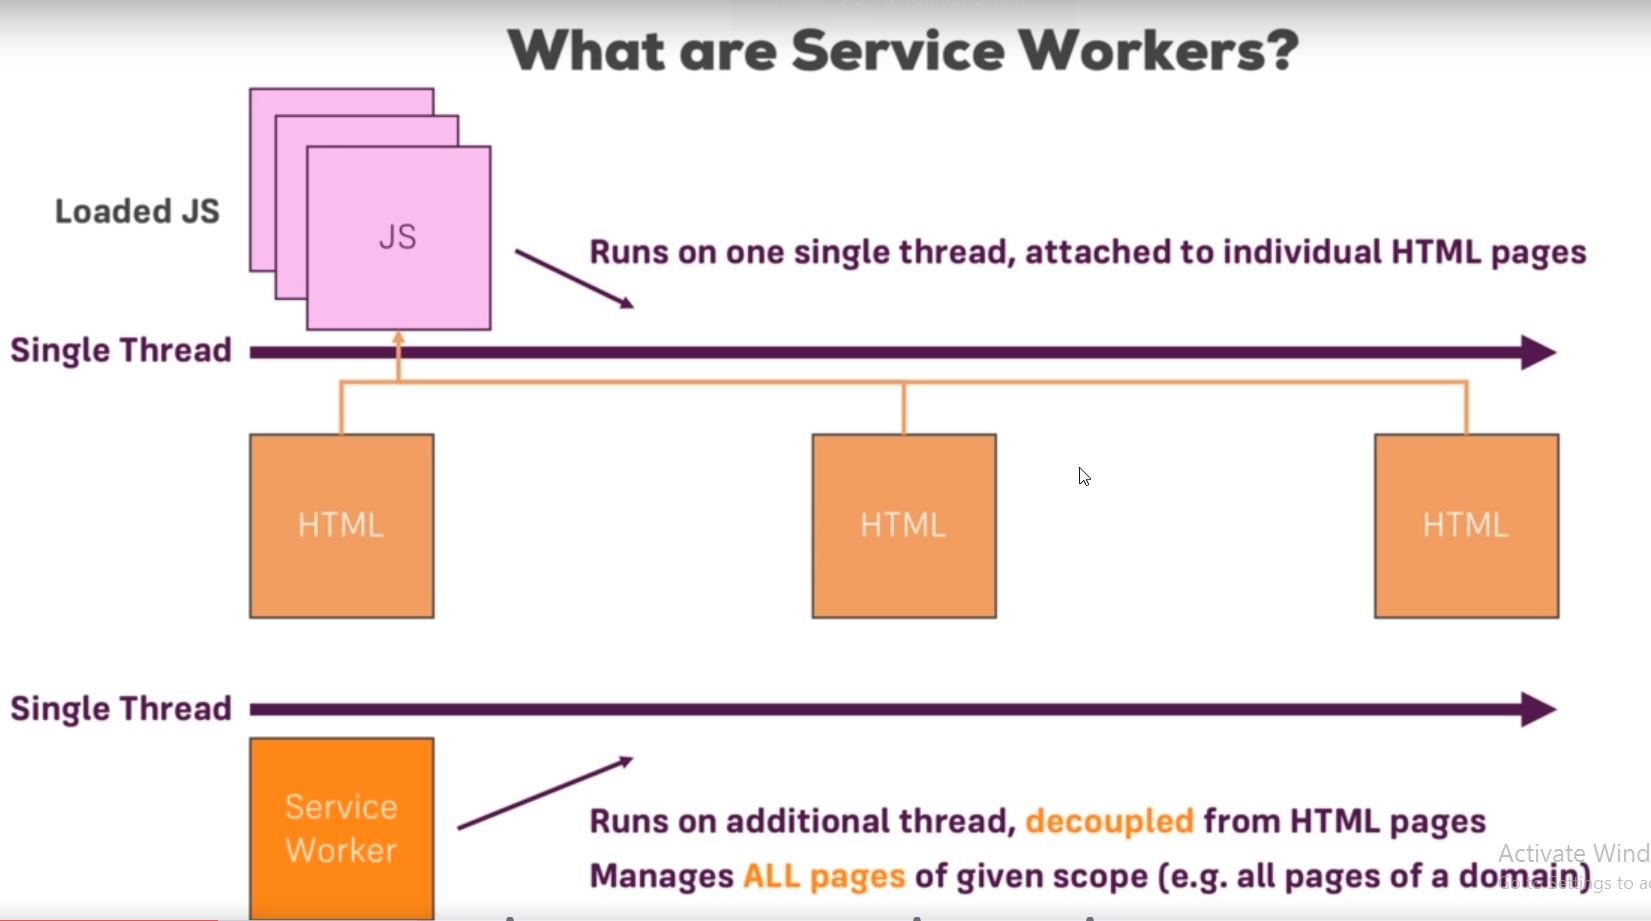 What are Service Workers?
Loaded JS
JS
Runs on one single thread, attached to individual HTML pages
Single Thread
HTML
HTML
HTML
Single Thread
Service
Worker
Runs on additional thread, decoupled from HTML pages
Manages ALL pages of given scope (e.g. all pages of a domain)
Activate Wind
Go to Settings to a